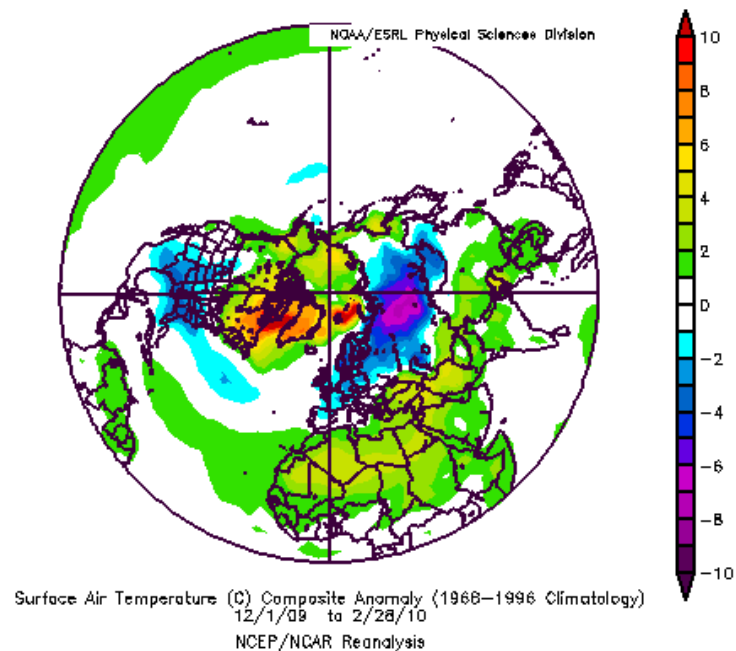 NOAA/ESRL Physical Sciences Division
10
8
6
4
2
0
-2
-4
-6
-8
-10
Surface Air Temperature (C) Composite Anomaly (1968-1996 Climatology)
12/1/09 to 2/28/10
NCEP/NCAR Reanalysis